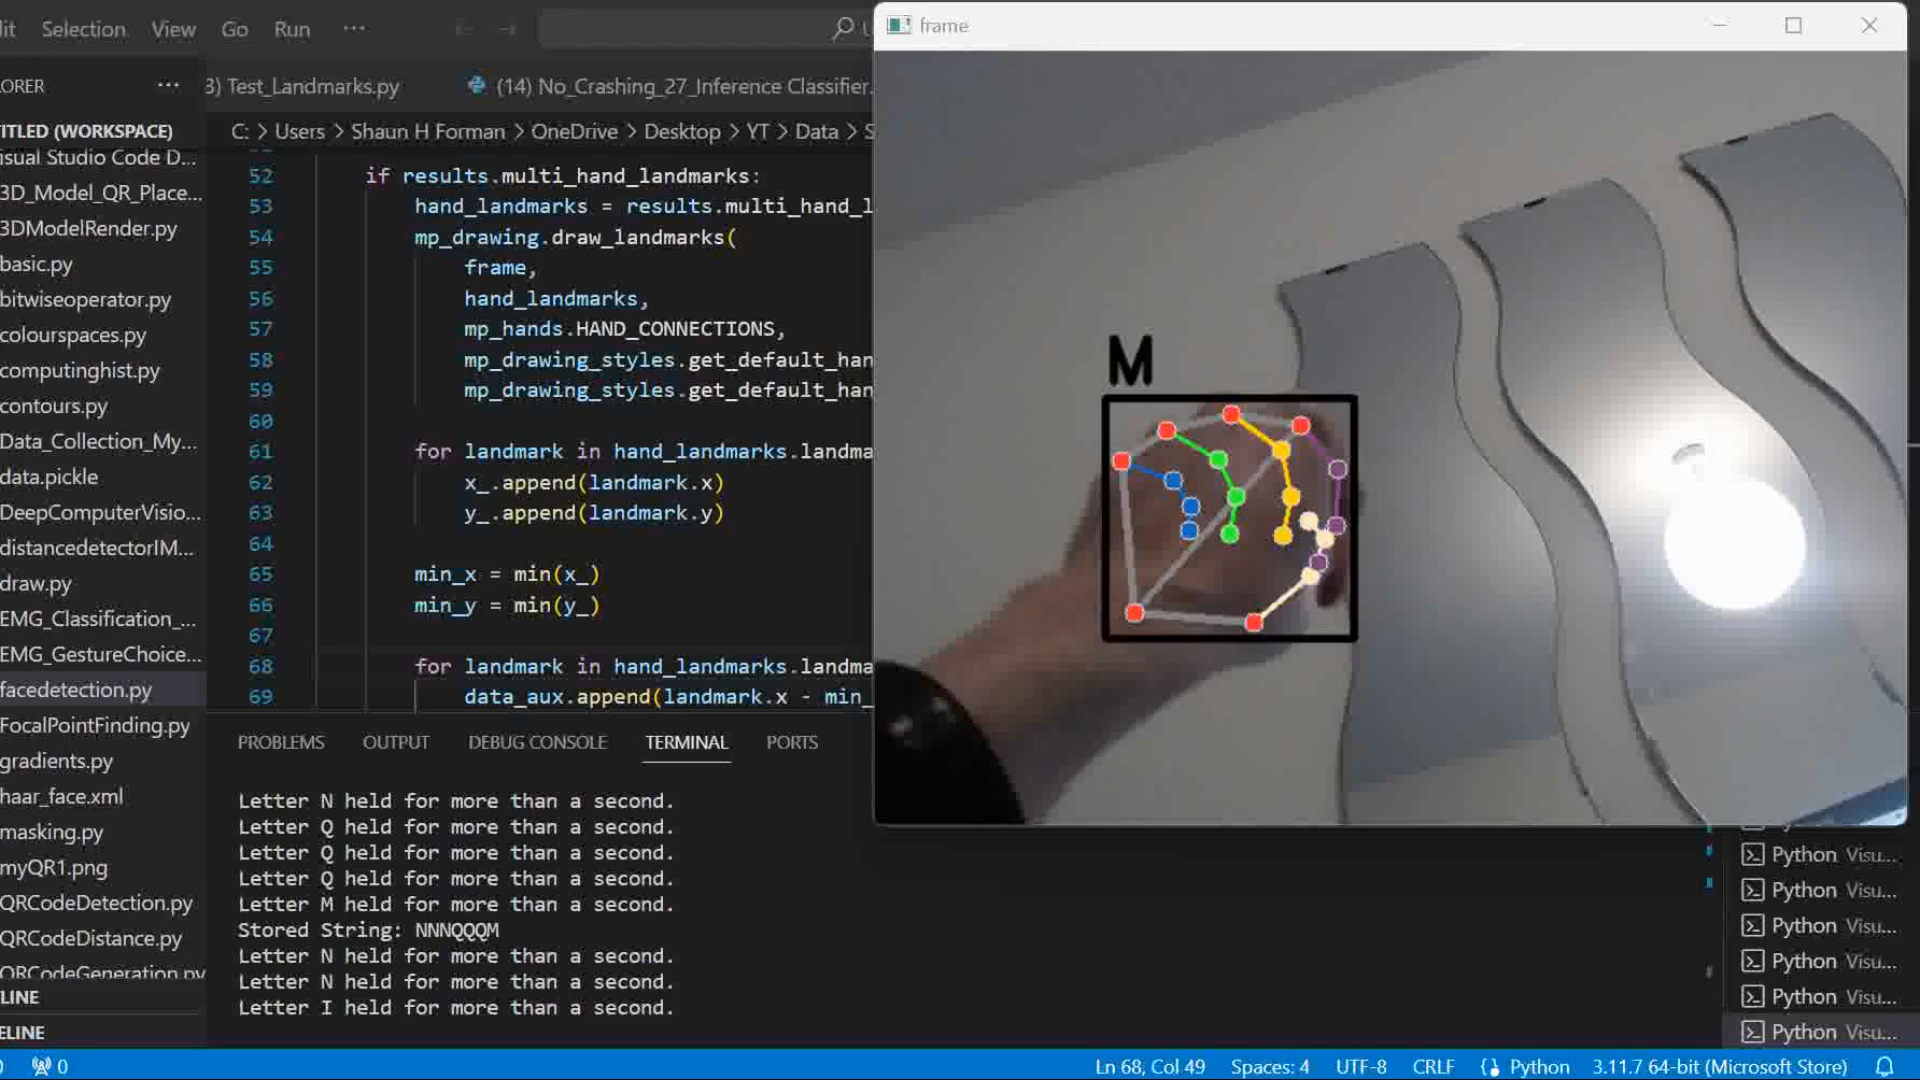 it Selection View Go Run ...
frame
ORER ...
3) Test_Landmarks.py
(14) No_Crashing_27_Inference Classifier.
TITLED (WORKSPACE)
C: > Users > Shaun H Forman > OneDrive > Desktop > YT > Data > S
isual Studio Code D...
3D_Model_QR_Place...
3DModelRender.py
basic.py
bitwiseoperator.py
colourspaces.py
computinghist.py
contours.py
Data_Collection_My...
data.pickle
DeepComputerVisio...
distancedetectorIM...
draw.py
EMG_Classification_...
EMG_GestureChoice...
facedetection.py
FocalPointFinding.py
gradients.py
haar_face.xml
masking.py
myQR1.png
QRCodeDetection.py
QRCodeDistance.py
QRCodeGeneration.py
LINE
ELINE
52 if results.multi_hand_landmarks:
53 hand_landmarks = results.multi_hand_l
54 mp_drawing.draw_landmarks(
55 frame,
56 hand_landmarks,
57 mp_hands.HAND_CONNECTIONS,
58 mp_drawing_styles.get_default_han
59 mp_drawing_styles.get_default_han
60
61 for landmark in hand_landmarks.landma
62 x_.append(landmark.x)
63 y_.append(landmark.y)
64
65 min_x = min(x_)
66 min_y = min(y_)
67
68 for landmark in hand_landmarks.landma
69 data_aux.append(landmark.x - min_
M
PROBLEMS OUTPUT DEBUG CONSOLE TERMINAL PORTS
Letter N held for more than a second.
Letter Q held for more than a second.
Letter Q held for more than a second.
Letter Q held for more than a second.
Letter M held for more than a second.
Stored String: NNNQQQM
Letter N held for more than a second.
Letter N held for more than a second.
Letter I held for more than a second.
Python Visu...
Python Visu...
Python Visu...
Python Visu...
Python Visu...
Python Visu...
0 Ln 68, Col 49 Spaces: 4 UTF-8 CRLF Python 3.11.7 64-bit (Microsoft Store)